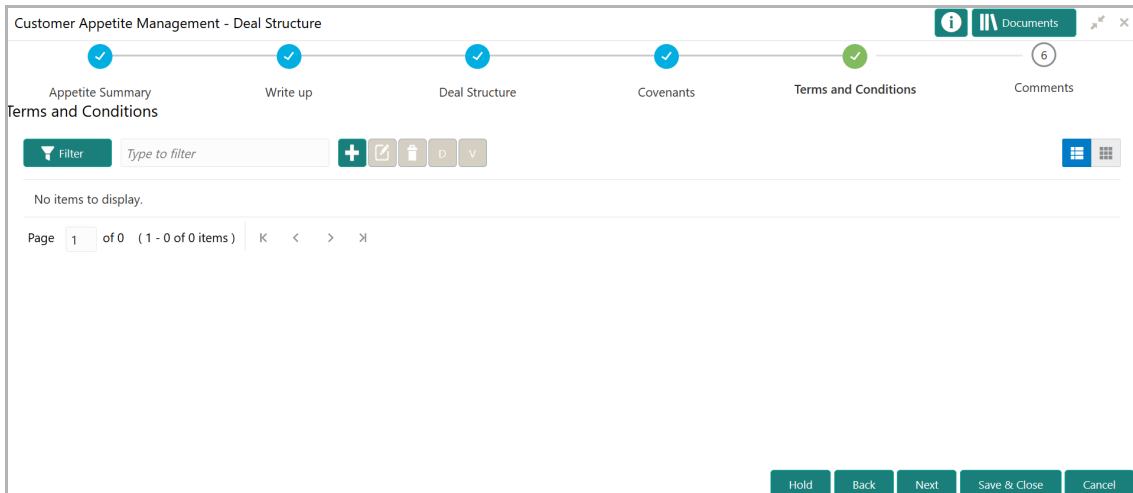 Customer Appetite Management - Deal Structure
i Documents
6
Appetite Summary Write up Deal Structure Covenants Terms and Conditions Comments
Terms and Conditions
Filter Type to filter D V
No items to display.
Page 1 of 0 ( 1 - 0 of 0 items )
Hold Back Next Save & Close Cancel